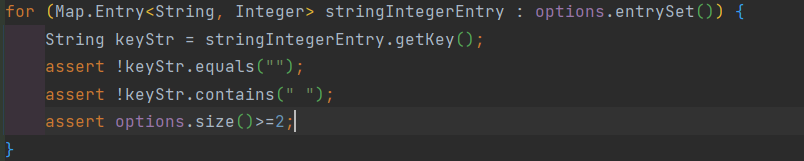 for (Map.Entry<String, Integer> stringIntegerEntry : options.entrySet()) {
    String keyStr = stringIntegerEntry.getKey();
    assert !keyStr.equals("");
    assert !keyStr.contains(" ");
    assert options.size()>=2;
}